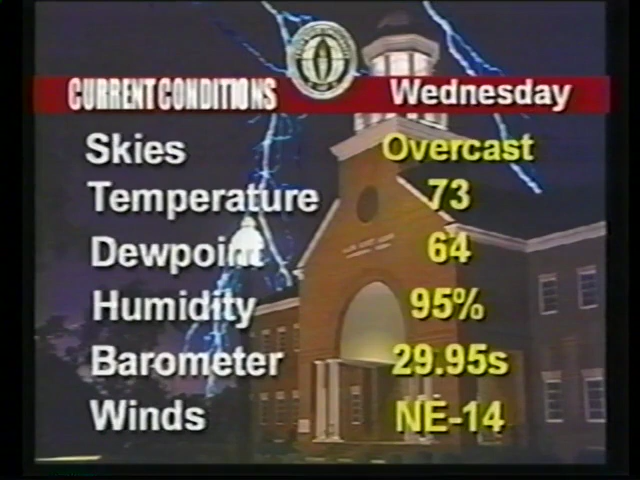 CURRENT CONDITIONS Wednesday
Skies Overcast
Temperature 73
Dewpoint 64
Humidity 95%
Barometer 29.95s
Winds NE-14